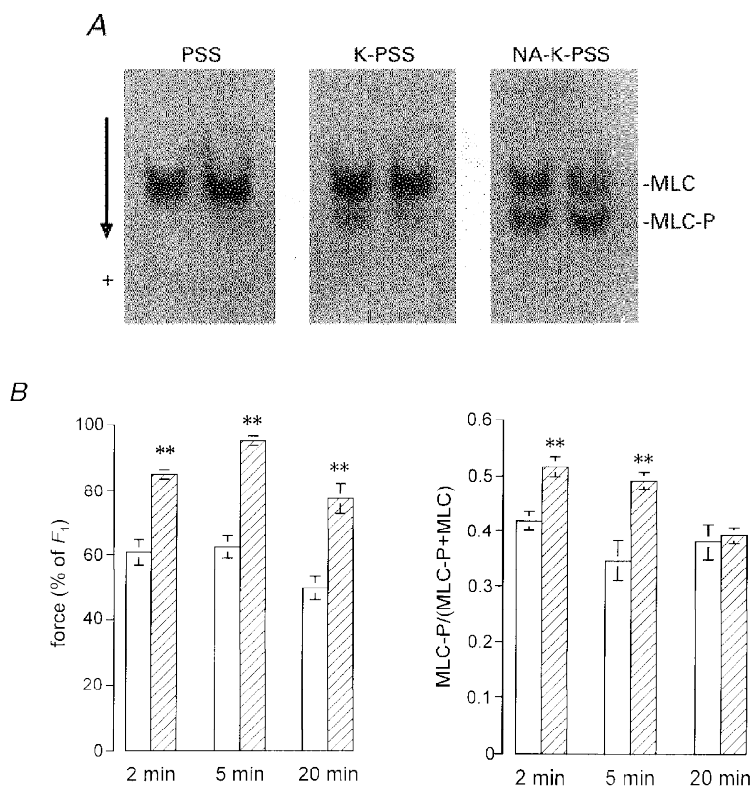 A
PSS K-PSS NA-K-PSS
-MLC
-MLC-P
+
B
force (% of F1)
100
80
60
40
20
0
**
**
**
2 min 5 min 20 min
MLC-P/(MLC-P+MLC)
0.6
0.5
0.4
0.3
0.2
0.1
0
**
**
2 min 5 min 20 min